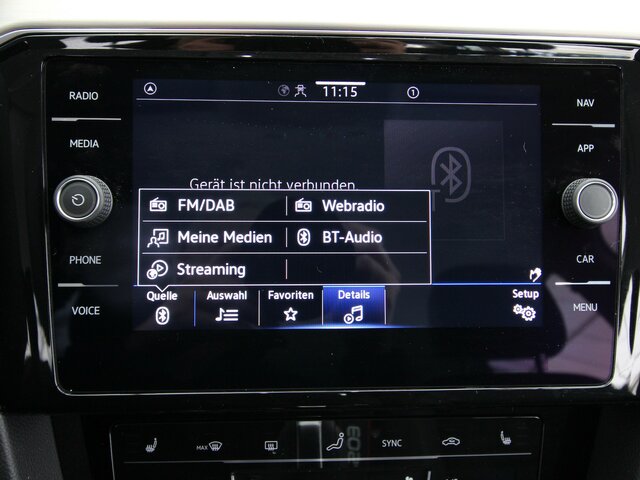 RADIO
MEDIA
PHONE
VOICE
11:15
1
Gerät ist nicht verbunden.
FM/DAB
Webradio
Meine Medien
BT-Audio
Streaming
Quelle
Auswahl
Favoriten
Details
Setup
NAV
APP
CAR
MENU
MAX
SYNC